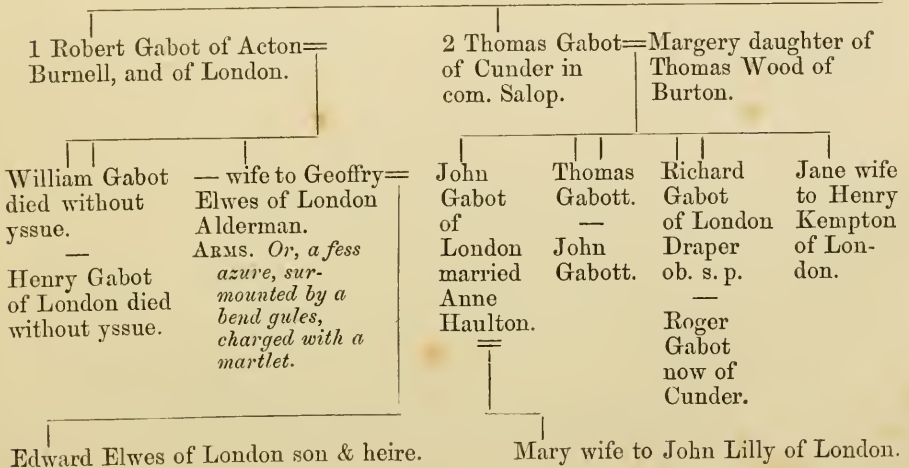 1 Robert Gabot of Acton=
Burnell, and of London.
2 Thomas Gabot=Margery daughter of
of Cunder in
com. Salop.
Thomas Wood of
Burton.
William Gabot
died without
yssue.
—
Henry Gabot
of London died
without yssue.
— wife to Geoffry=
Elwes of London
Alderman.
ARMS. Or, a fess
azure, sur-
mounted by a
bend gules,
charged with a
martlet.
John
Gabot
of
London
married
Anne
Haulton.
=
Thomas
Gabott.
—
John
Gabott.
Richard
Gabot
of London
Draper
ob. s. p.
—
Roger
Gabot
now of
Cunder.
Jane wife
to Henry
Kempton
of Lon-
don.
Edward Elwes of London son & heire.
Mary wife to John Lilly of London.